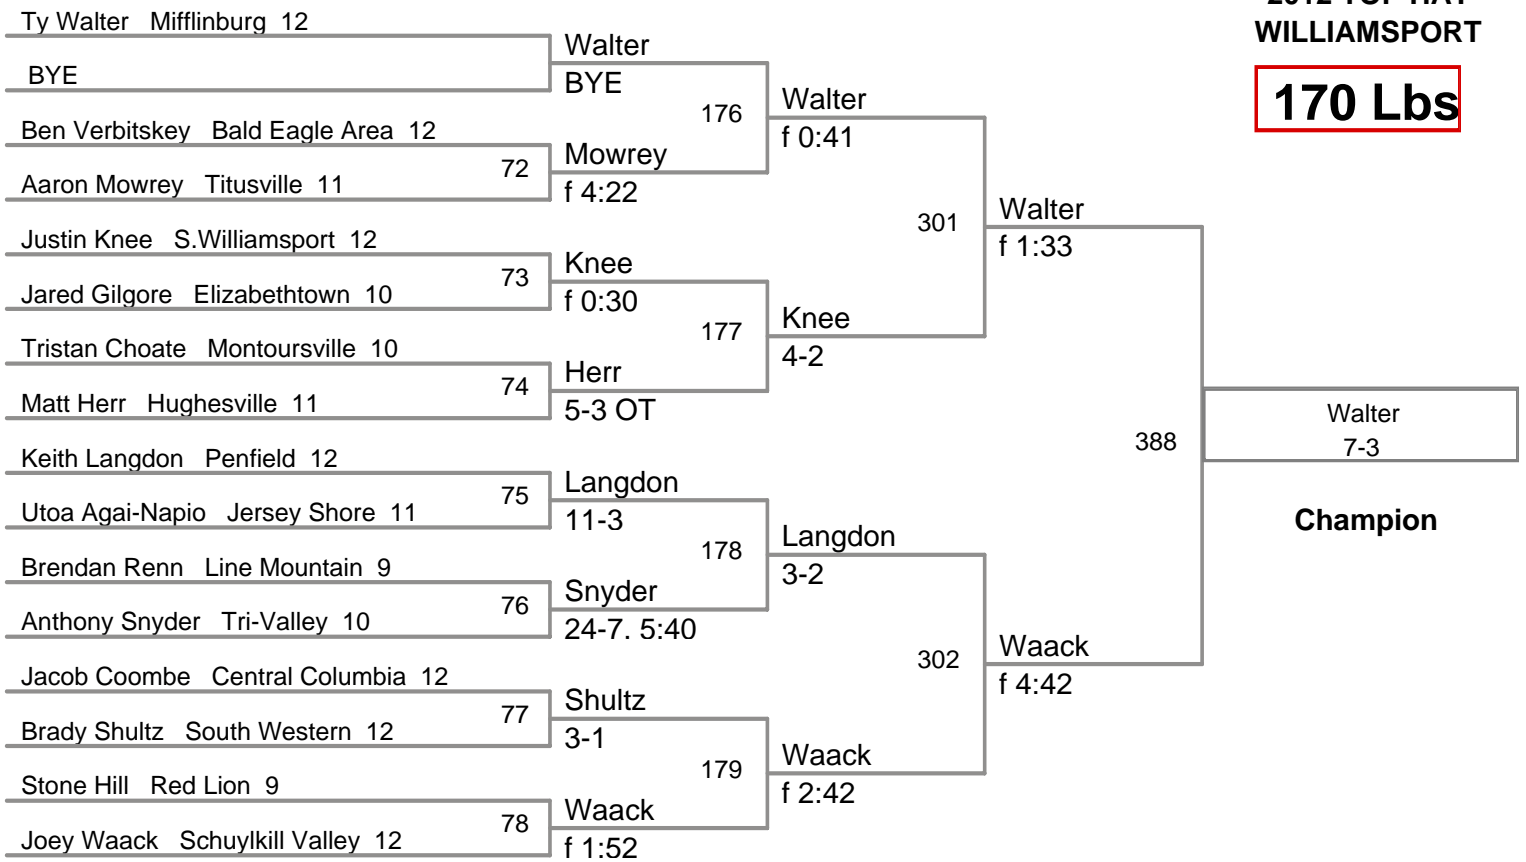 2012 TOP HAT
WILLIAMSPORT
170 Lbs
Ty Walter Mifflinburg 12
BYE
Ben Verbitskey Bald Eagle Area 12
72
Aaron Mowrey Titusville 11
Justin Knee S.Williamsport 12
73
Jared Gilgore Elizabethtown 10
Tristan Choate Montoursville 10
74
Matt Herr Hughesville 11
Keith Langdon Penfield 12
75
Utoa Agai-Napio Jersey Shore 11
Brendan Renn Line Mountain 9
76
Anthony Snyder Tri-Valley 10
Jacob Coombe Central Columbia 12
77
Brady Shultz South Western 12
Stone Hill Red Lion 9
78
Joey Waack Schuylkill Valley 12
Walter
BYE
176
Mowrey
f 4:22
Knee
f 0:30
177
Herr
5-3 OT
Langdon
11-3
178
Snyder
24-7. 5:40
Shultz
3-1
179
Waack
f 1:52
Walter
f 0:41
301
Knee
4-2
Langdon
3-2
302
Waack
f 2:42
Walter
f 1:33
388
Waack
f 4:42
Walter
7-3
Champion